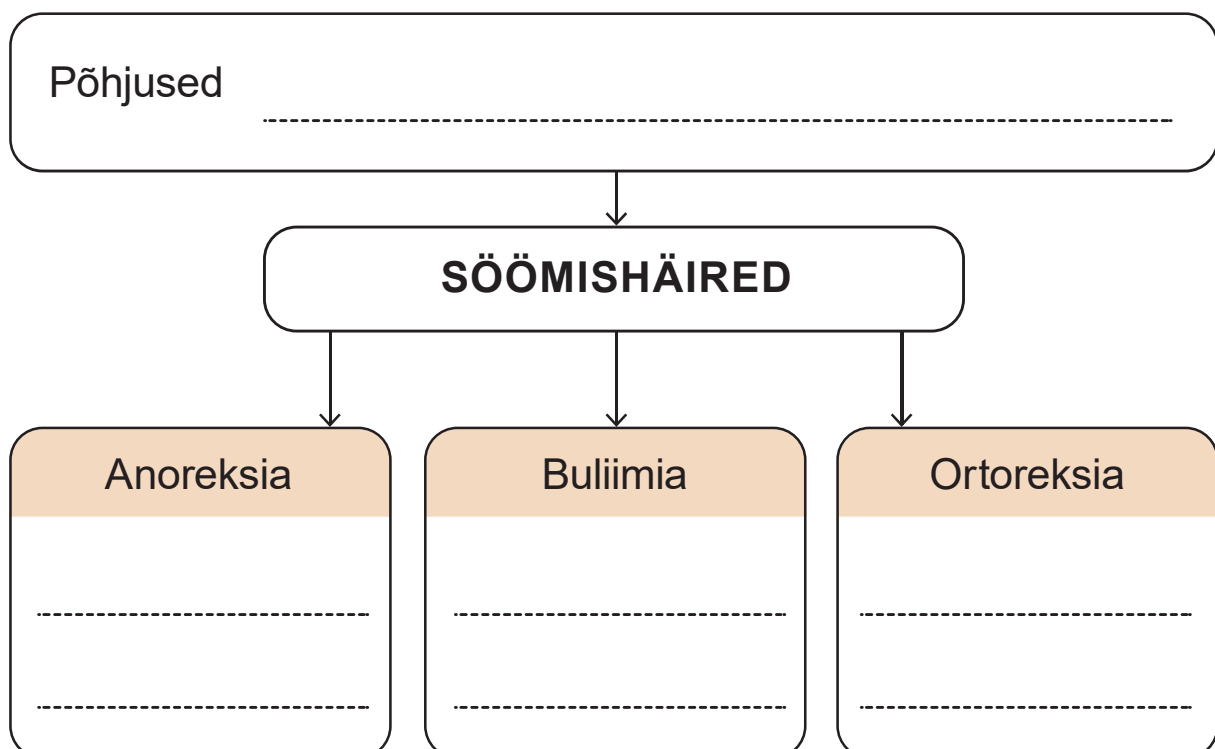 Põhjused
SÖÖMISHÄIRED
Anoreksia
Buliimia
Ortoreksia